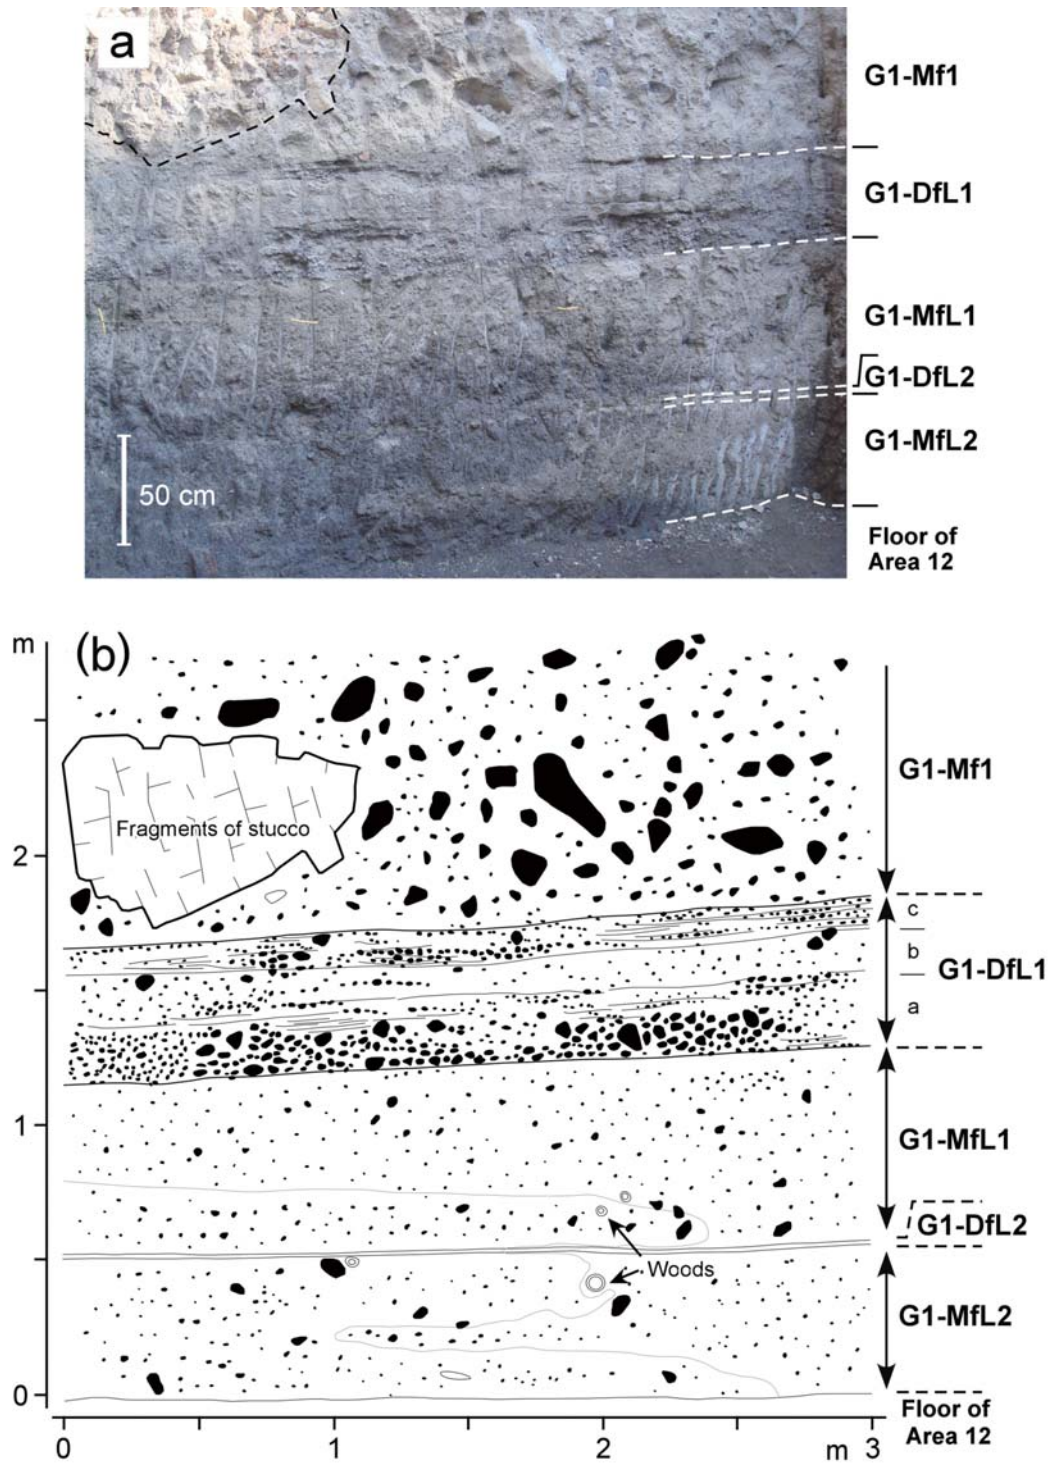 a
G1-Mf1
G1-DfL1
G1-MfL1
G1-DfL2
G1-MfL2
50 cm
Floor of
Area 12
m
(b)
G1-Mf1
Fragments of stucco
2
c
b
G1-DfL1
a
1
G1-MfL1
G1-DfL2
Woods
G1-MfL2
0
Floor of
Area 12
0
1
2
m
3